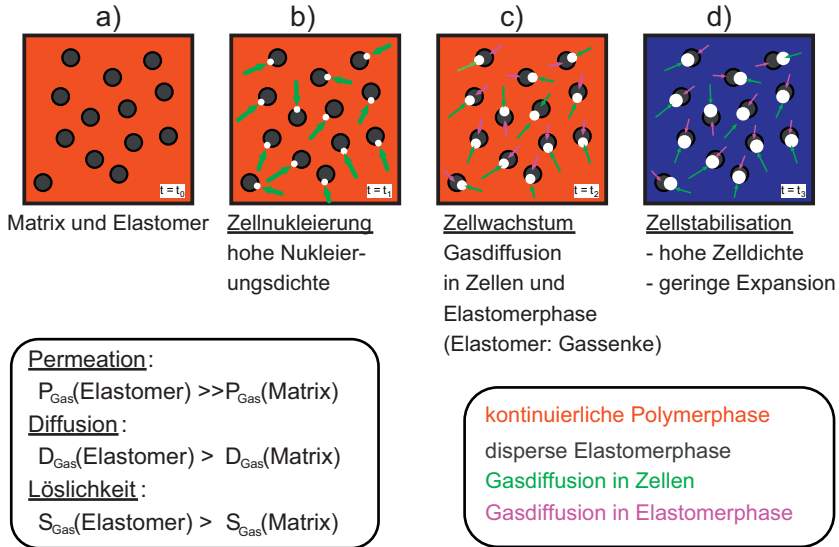 a)
b)
c)
d)
t = t0
t = t1
t = t2
t = t3
Matrix und Elastomer
Zellnukleierung
hohe Nukleier-
ungsdichte
Zellwachstum
Gasdiffusion
in Zellen und
Elastomerphase
(Elastomer: Gassenke)
Zellstabilisation
- hohe Zelldichte
- geringe Expansion
Permeation:
PGas(Elastomer) >>PGas(Matrix)
Diffusion:
DGas(Elastomer) > DGas(Matrix)
Löslichkeit:
SGas(Elastomer) > SGas(Matrix)
kontinuierliche Polymerphase
disperse Elastomerphase
Gasdiffusion in Zellen
Gasdiffusion in Elastomerphase